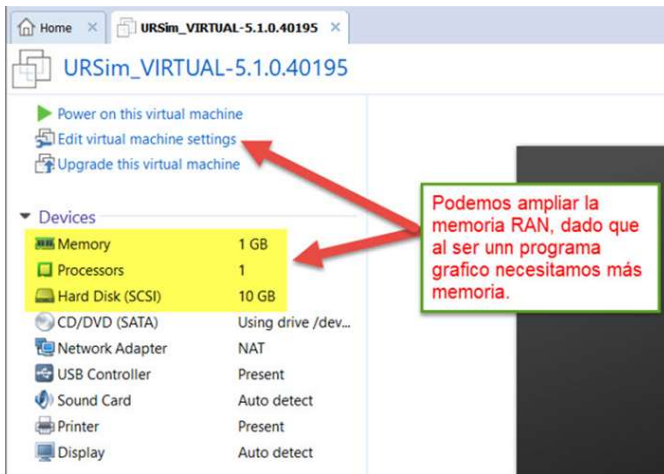 Home
URSim_VIRTUAL-5.1.0.40195
URSim_VIRTUAL-5.1.0.40195
Power on this virtual machine
Edit virtual machine settings
Upgrade this virtual machine
Devices
Memory 1 GB
Processors 1
Hard Disk (SCSI) 10 GB
CD/DVD (SATA) Using drive /dev...
Network Adapter NAT
USB Controller Present
Sound Card Auto detect
Printer Present
Display Auto detect
Podemos ampliar la
memoria RAN, dado que
al ser unn programa
grafico necesitamos más
memoria.